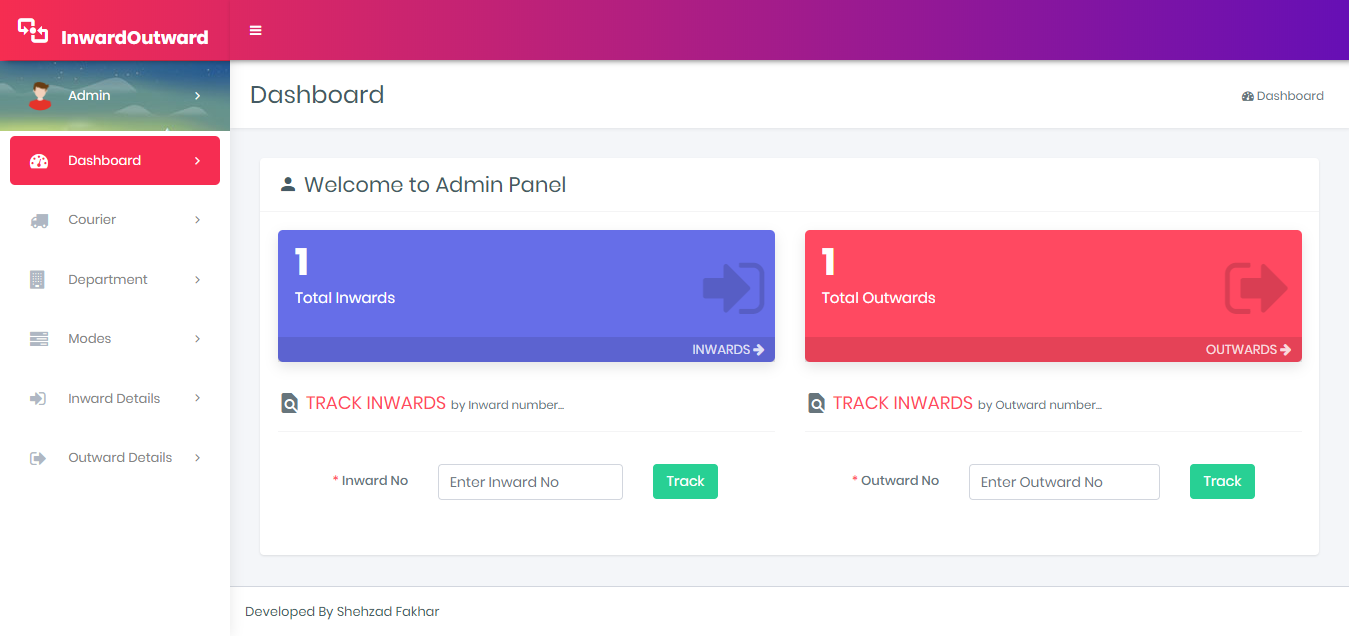 InwardOutward
Admin
Dashboard
Courier
Department
Modes
Inward Details
Outward Details
Dashboard
Dashboard
Welcome to Admin Panel
1
Total Inwards
INWARDS
1
Total Outwards
OUTWARDS
TRACK INWARDS by Inward number...
* Inward No
Enter Inward No
Track
TRACK INWARDS by Outward number...
* Outward No
Enter Outward No
Track
Developed By Shehzad Fakhar